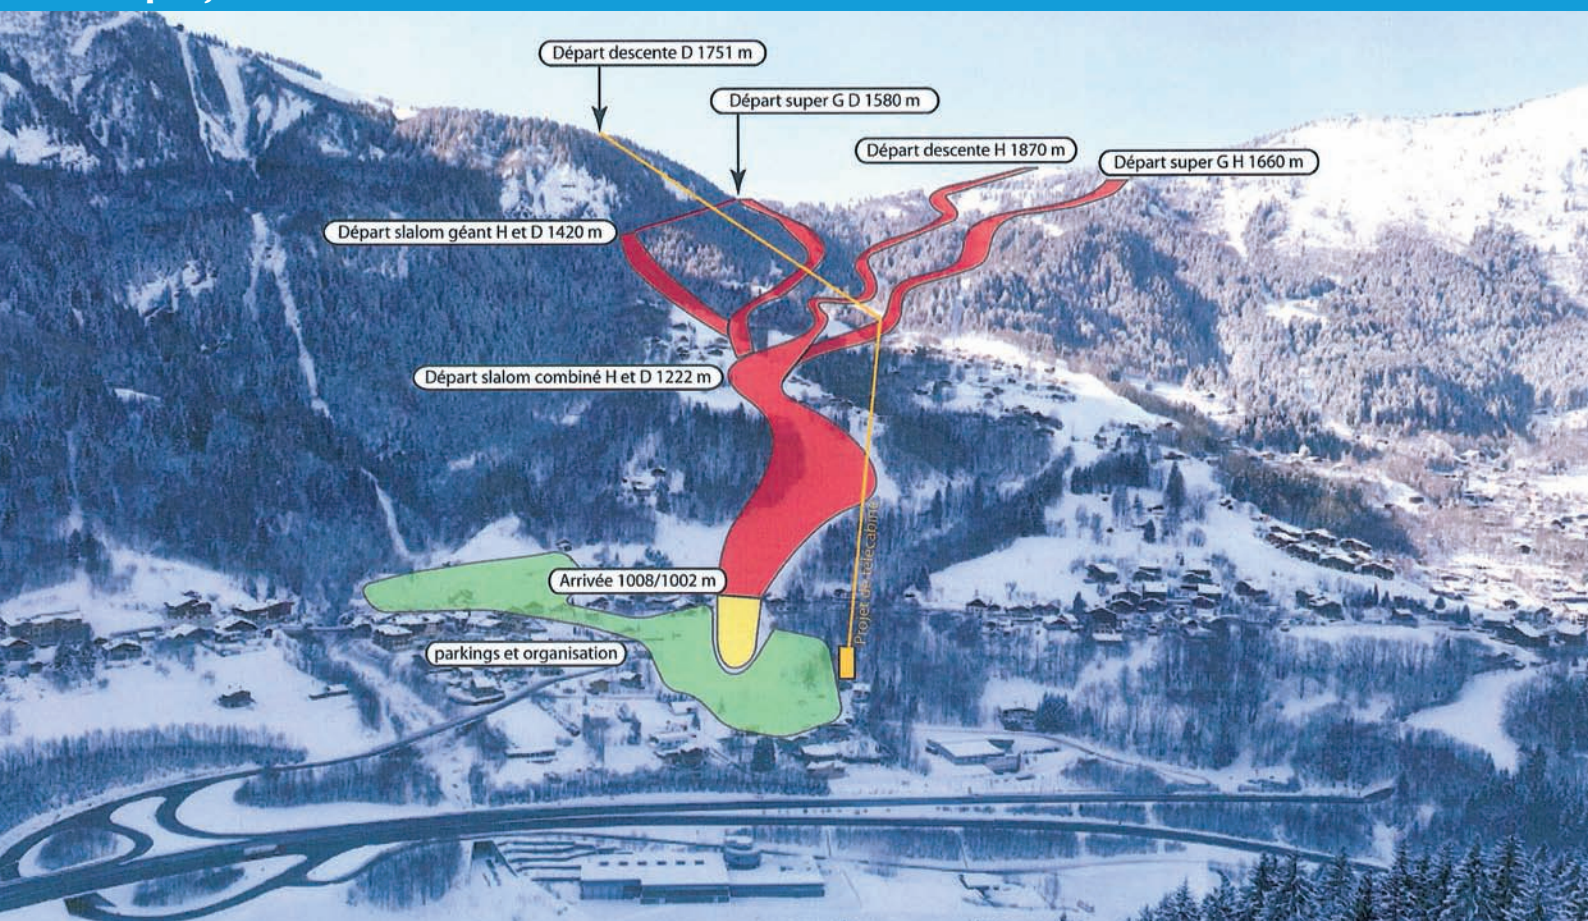 Départ descente D 1751 m
Départ super G D 1580 m
Départ descente H 1870 m
Départ super G H 1660 m
Départ slalom géant H et D 1420 m
Départ slalom combiné H et D 1222 m
Projet de télécabine
Arrivée 1008/1002 m
parkings et organisation